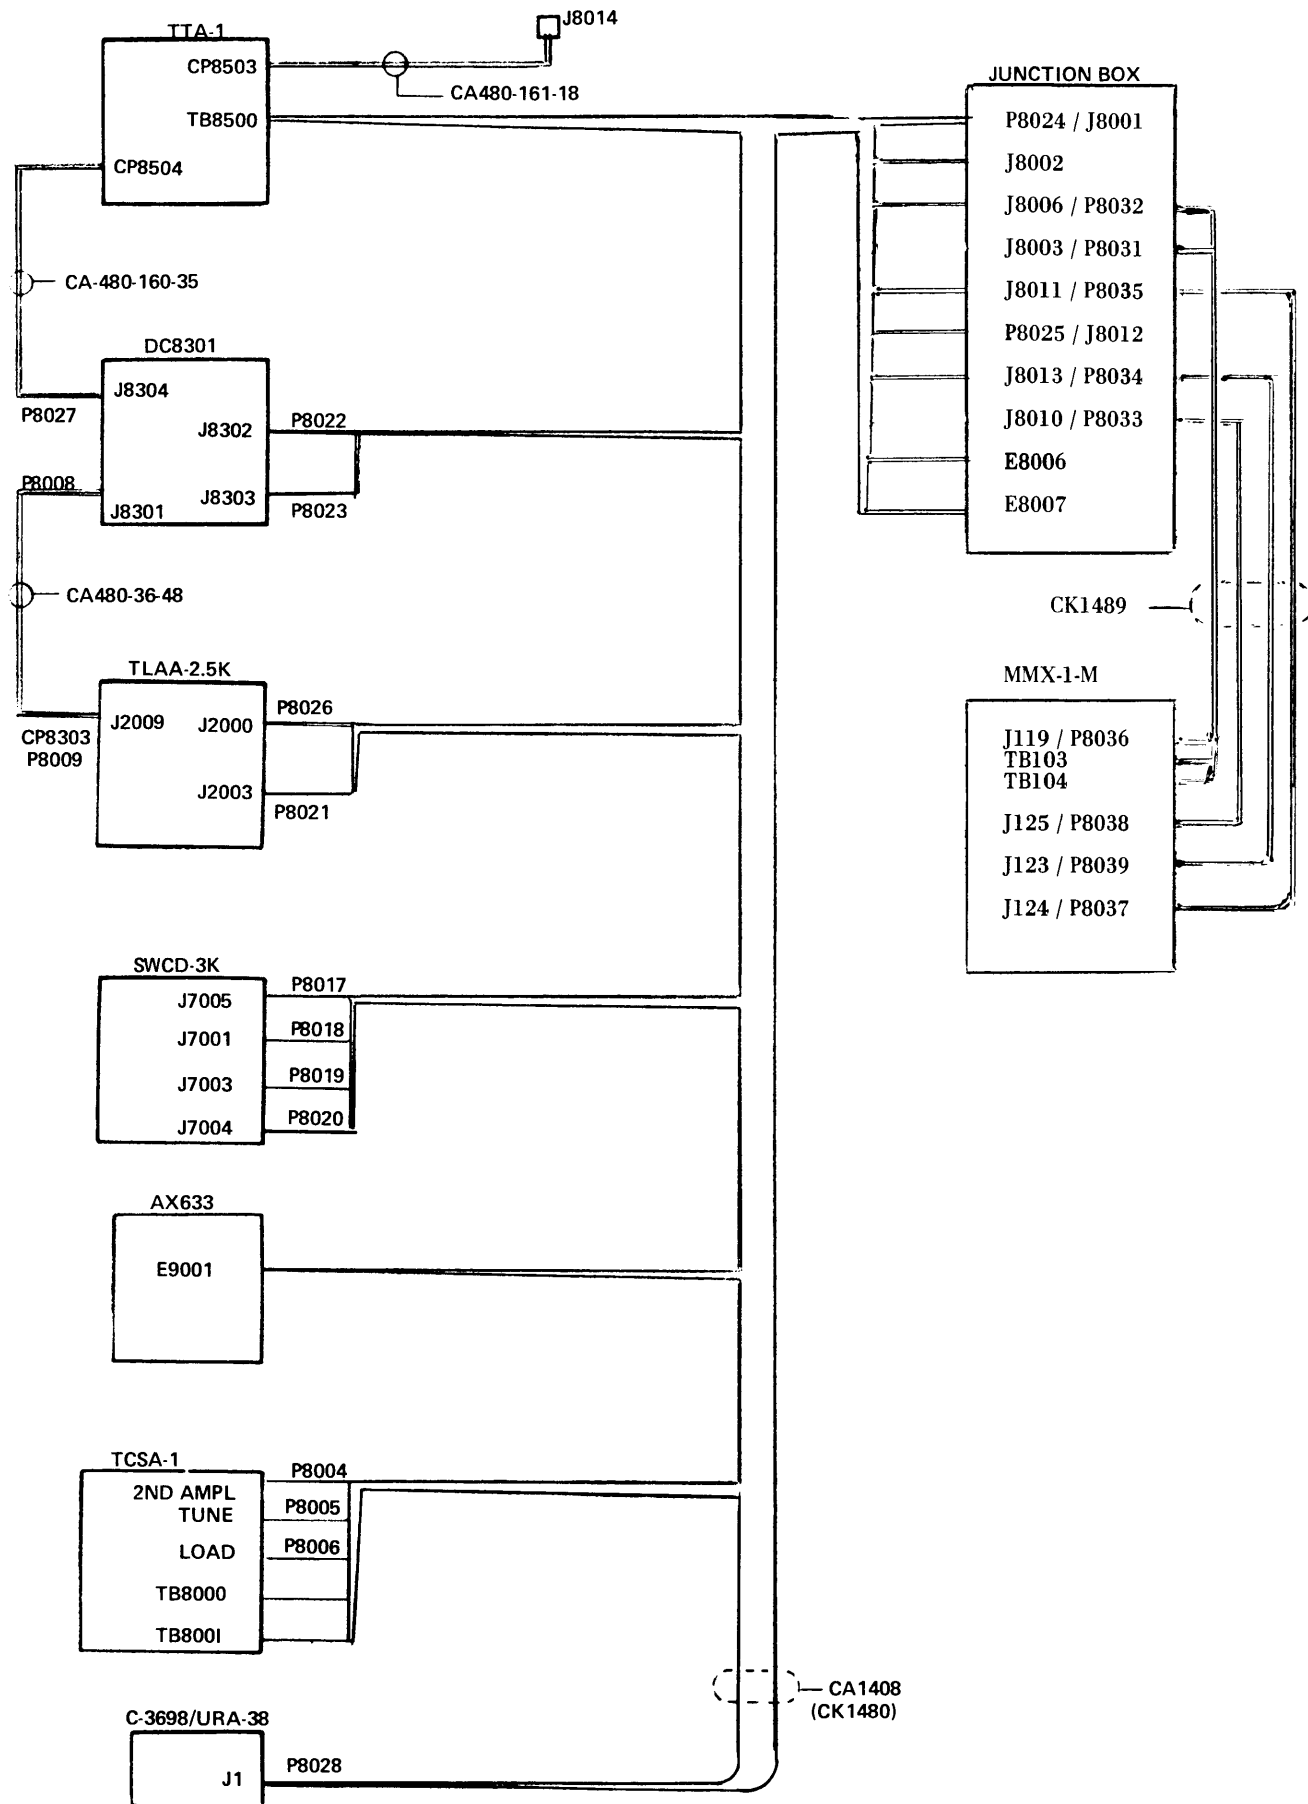 TTA-1
J8014
CP8503
CA480-161-18
TB8500
CP8504
CA-480-160-35
DC8301
J8304
P8027
J8302
P8022
P8008
J8301
J8303
P8023
CA480-36-48
TLAA-2.5K
J2009
J2000
P8026
CP8303
P8009
J2003
P8021
SWCD-3K
J7005
P8017
J7001
P8018
J7003
P8019
J7004
P8020
AX633
E9001
TCSA-1
2ND AMPL
TUNE
P8004
P8005
LOAD
P8006
TB8000
TB800I
CA1408
(CK1480)
C-3698/URA-38
J1
P8028
JUNCTION BOX
P8024 / J8001
J8002
J8006 / P8032
J8003 / P8031
J8011 / P8035
P8025 / J8012
J8013 / P8034
J8010 / P8033
E8006
E8007
CK1489
MMX-1-M
J119 / P8036
TB103
TB104
J125 / P8038
J123 / P8039
J124 / P8037